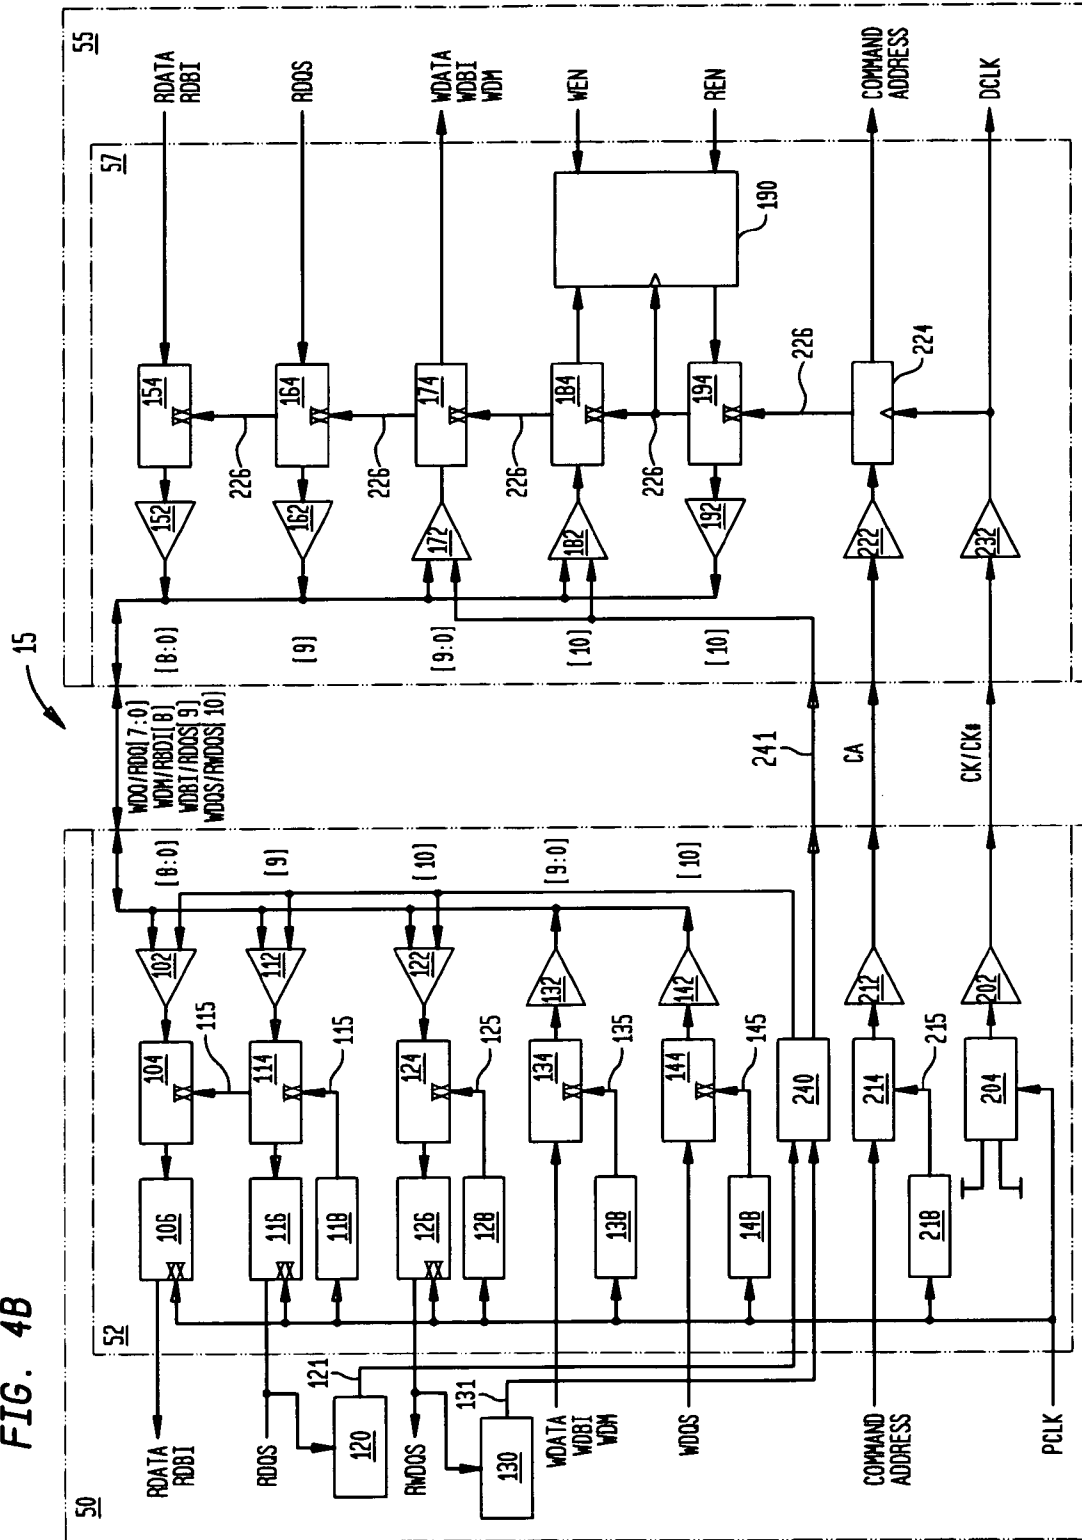 FIG. 4B
15
50
52
RDATA
RDBI
RDQS
120
121
RWDQS
130
131
WDATA
WDBI
WDM
WDQS
COMMAND
ADDRESS
PCLK
106
104
102
[8:0]
115
116
114
112
[9]
118
115
126
124
122
[10]
128
125
134
132
[9:0]
138
135
144
142
[10]
148
145
240
214
212
218
215
204
202
WDQ/RDQ[7:0]
WDM/RBDI[8]
WDBI/RDQS[9]
WDQS/RWDQS[10]
241
CA
CK/CK#
55
57
[8:0]
152
154
RDATA
RDBI
226
[9]
162
164
RDQS
226
[9:0]
172
174
WDATA
WDBI
WDM
226
[10]
182
184
WEN
226
[10]
192
194
REN
190
226
222
224
COMMAND
ADDRESS
232
DCLK